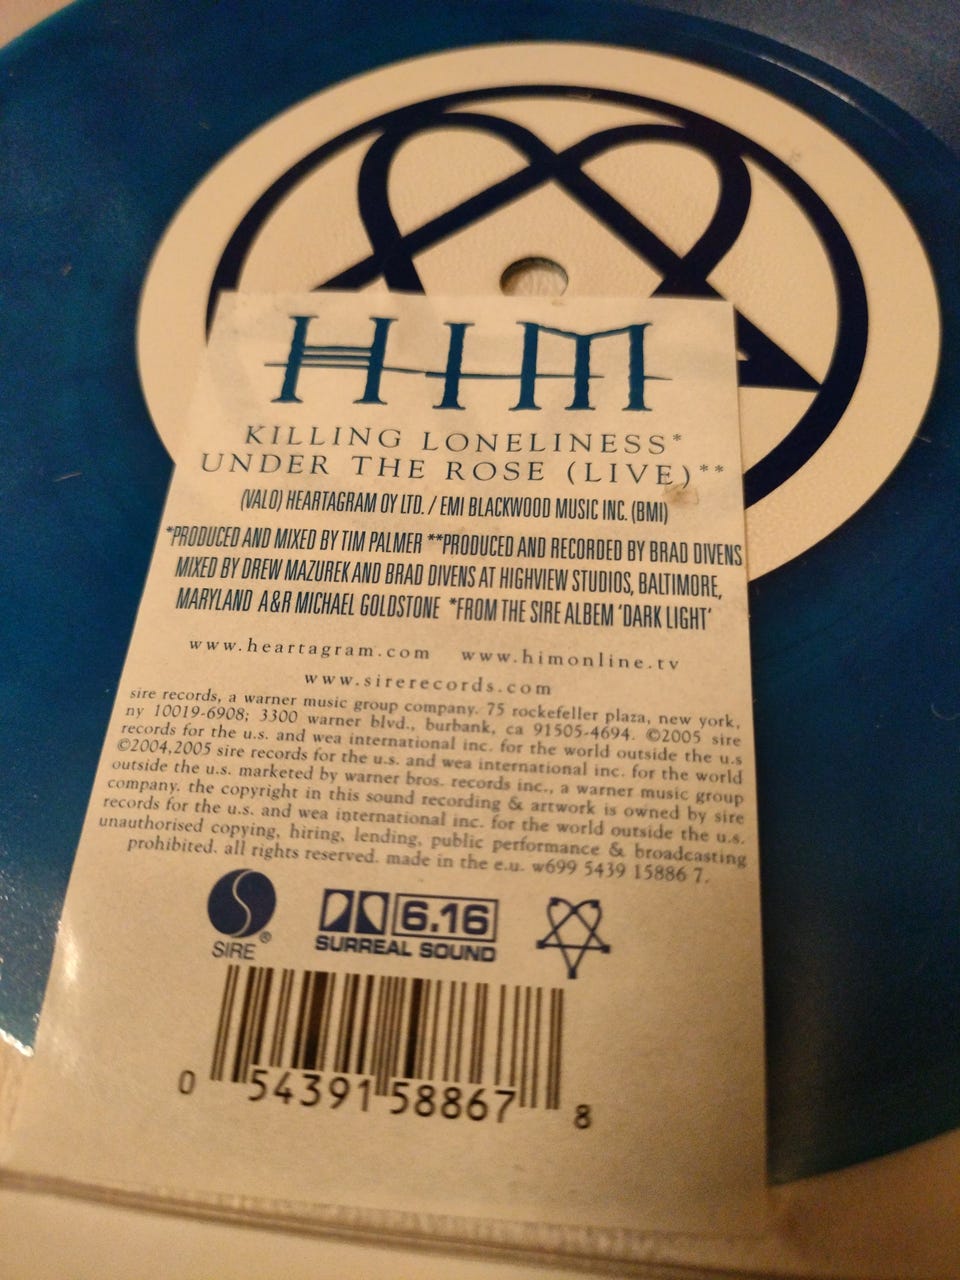 HIM
KILLING LONELINESS*
UNDER THE ROSE (LIVE)**
(VALO) HEARTAGRAM OY LTD. / EMI BLACKWOOD MUSIC INC. (BMI)
*PRODUCED AND MIXED BY TIM PALMER **PRODUCED AND RECORDED BY BRAD DIVENS
MIXED BY DREW MAZUREK AND BRAD DIVENS AT HIGHVIEW STUDIOS, BALTIMORE,
MARYLAND A&R MICHAEL GOLDSTONE *FROM THE SIRE ALBEM 'DARK LIGHT'
www.heartagram.com www.himonline.tv
www.sirerecords.com
sire records, a warner music group company. 75 rockefeller plaza, new york,
ny 10019-6908; 3300 warner blvd., burbank, ca 91505-4694. ©2005 sire
records for the u.s. and wea international inc. for the world outside the u.s
©2004,2005 sire records for the u.s. and wea international inc. for the world
outside the u.s. marketed by warner bros. records inc., a warner music group
company. the copyright in this sound recording & artwork is owned by sire
records for the u.s. and wea international inc. for the world outside the u.s.
unauthorised copying, hiring, lending, public performance & broadcasting
prohibited. all rights reserved. made in the e.u. w699 5439 15886 7.
SIRE®
6.16
SURREAL SOUND
0 54391 58867 8